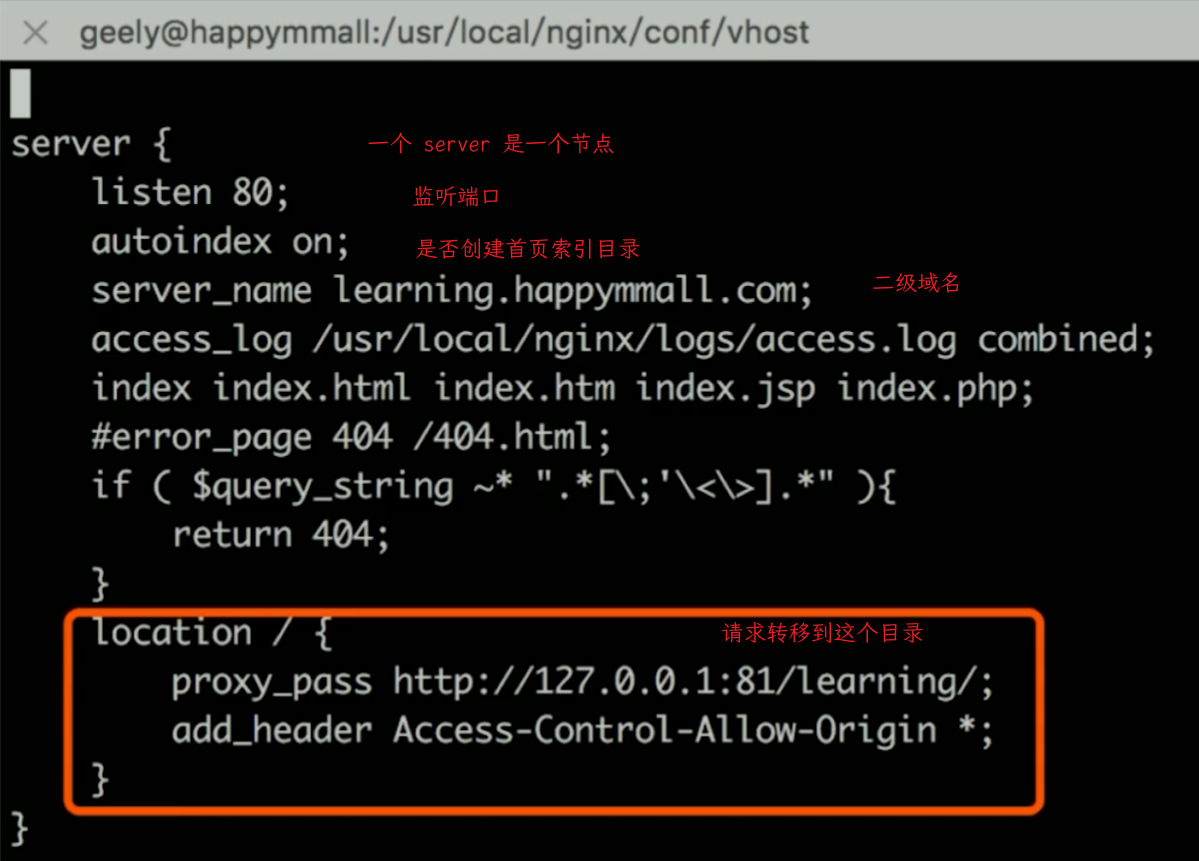 geely@happymmall:/usr/local/nginx/conf/vhost
server { 一个 server 是一个节点
listen 80; 监听端口
autoindex on; 是否创建首页索引目录
server_name learning.happymmall.com; 二级域名
access_log /usr/local/nginx/logs/access.log combined;
index index.html index.htm index.jsp index.php;
#error_page 404 /404.html;
if ( $query_string ~* ".*[\;'\<\>].*" ){
return 404;
}
location / { 请求转移到这个目录
proxy_pass http://127.0.0.1:81/learning/;
add_header Access-Control-Allow-Origin *;
}
}